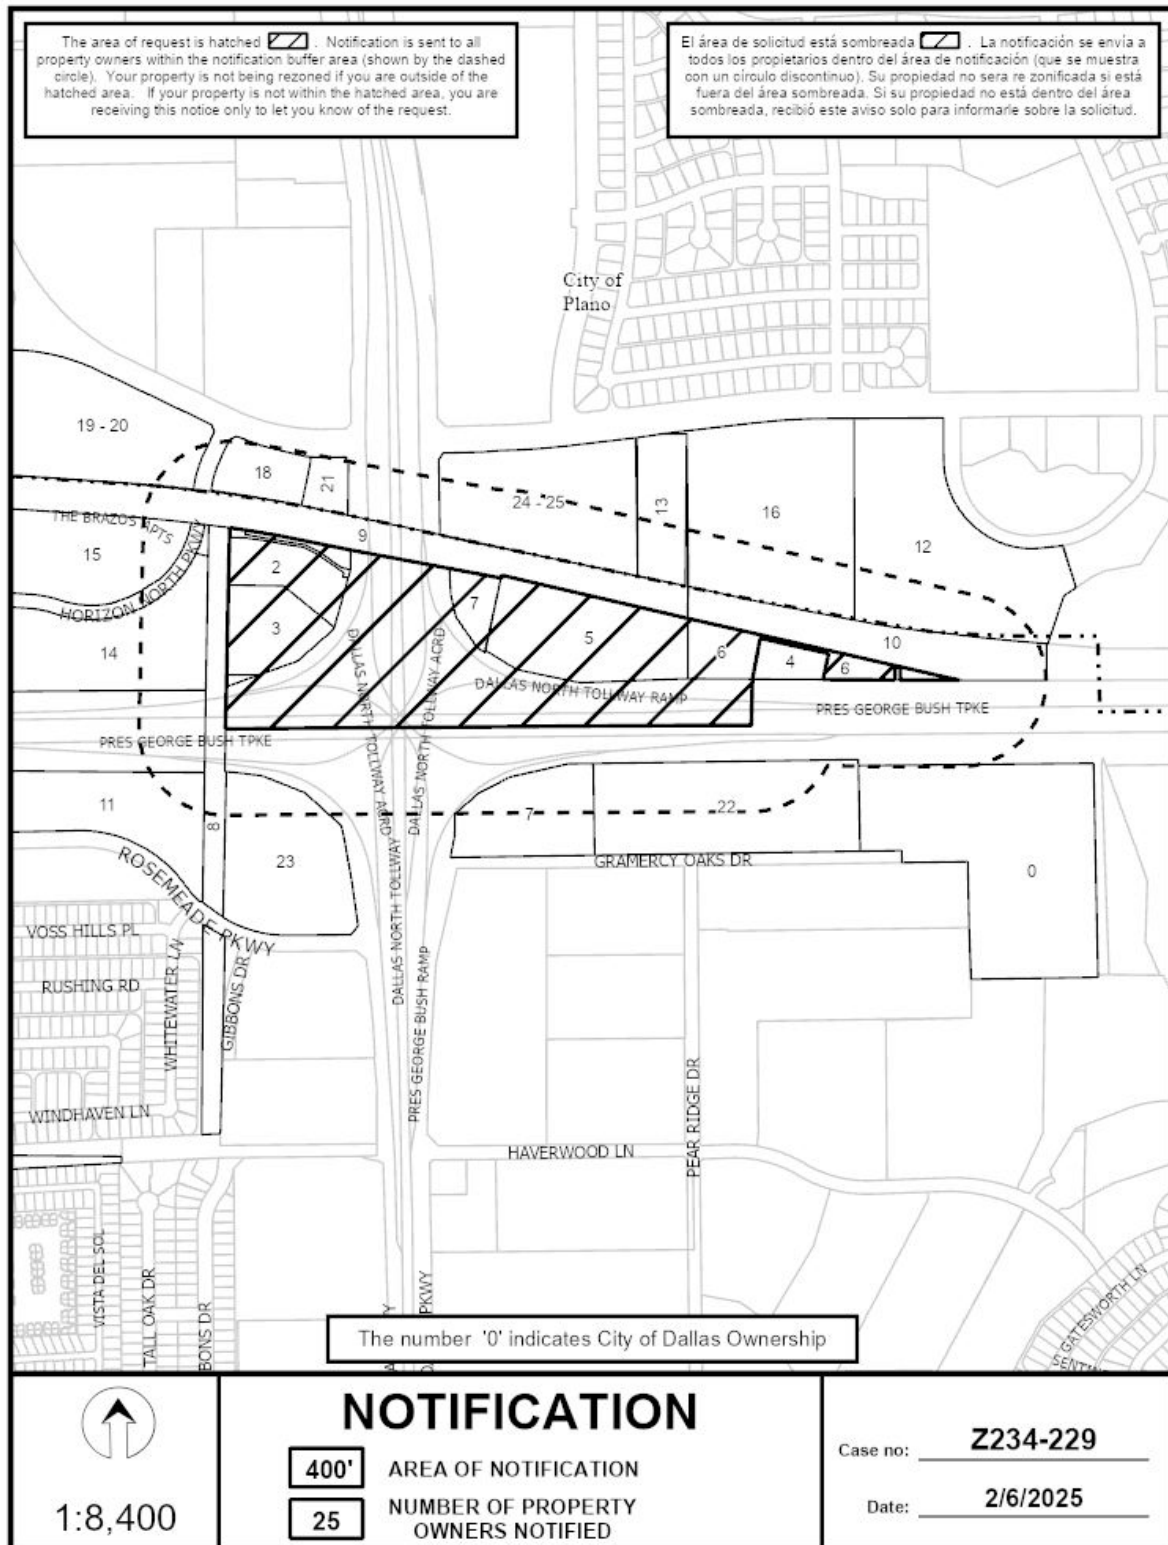 The area of request is hatched . Notification is sent to all
property owners within the notification buffer area (shown by the dashed
circle). Your property is not being rezoned if you are outside of the
hatched area. If your property is not within the hatched area, you are
receiving this notice only to let you know of the request.
El área de solicitud está sombreada . La notificación se envía a
todos los propietarios dentro del área de notificación (que se muestra
con un círculo discontinuo). Su propiedad no sera re zonificada si está
fuera del área sombreada. Si su propiedad no está dentro del área
sombreada, recibió este aviso solo para informarle sobre la solicitud.
City of
Plano
19 - 20
18
21
24 - 25
13
16
12
THE BRAZOS APTS
15
HORIZON NORTH PKWY
9
2
3
7
5
6
4
6
10
14
DALLAS NORTH TOLLWAY ACRD
DALLAS NORTH TOLLWAY ACRD
DALLAS NORTH TOLLWAY RAMP
PRES GEORGE BUSH TPKE
PRES GEORGE BUSH TPKE
11
8
23
7
22
0
ROSEMEADE PKWY
GRAMERCY OAKS DR
DALLAS NORTH TOLLWAY
PRES GEORGE BUSH RAMP
VOSS HILLS PL
RUSHING RD
WHITEWATER LN
GIBBONS DR
WINDHAVEN LN
HAVERWOOD LN
PEAR RIDGE DR
VISTA DEL SOL
TALL OAK DR
BONS DR
PKWY
GATESWORTH LN
The number '0' indicates City of Dallas Ownership
1:8,400
NOTIFICATION
400' AREA OF NOTIFICATION
25 NUMBER OF PROPERTY
OWNERS NOTIFIED
Case no: Z234-229
Date: 2/6/2025